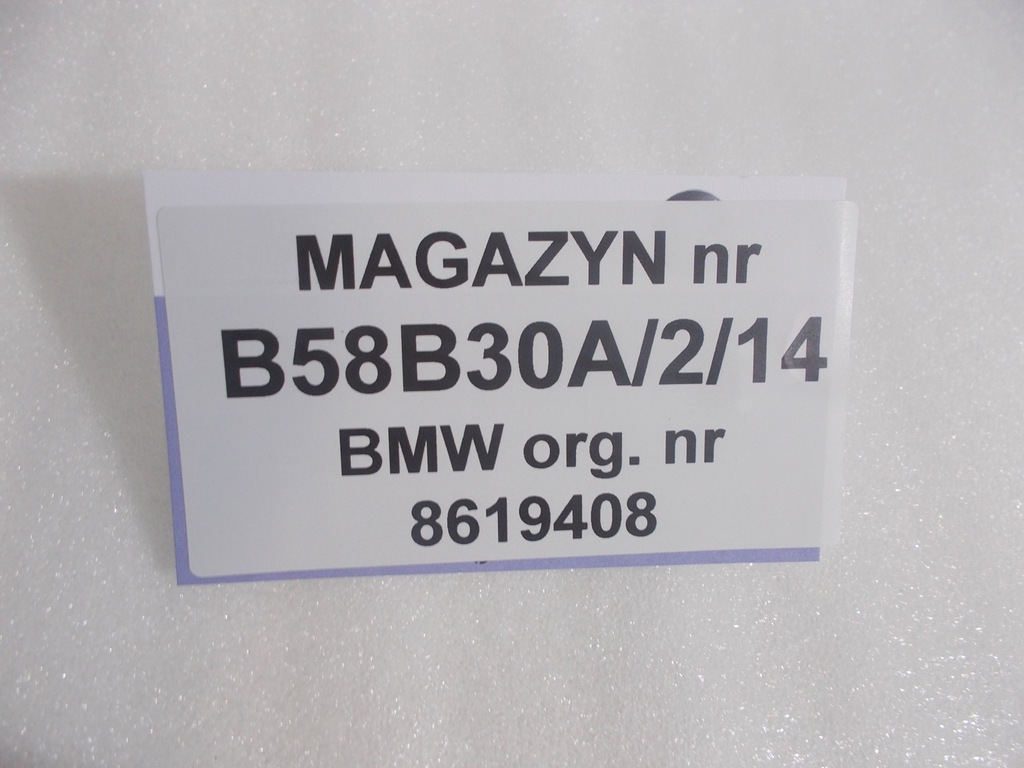 MAGAZYN nr
B58B30A/2/14
BMW org. nr
8619408